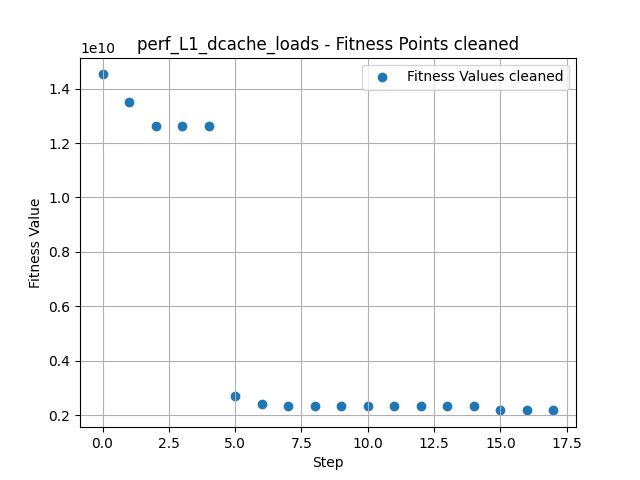 perf_L1_dcache_loads - Fitness Points cleaned
1e10
Fitness Values cleaned
1.4
1.2
1.0
0.8
0.6
0.4
0.2
Fitness Value
0.0 2.5 5.0 7.5 10.0 12.5 15.0 17.5
Step